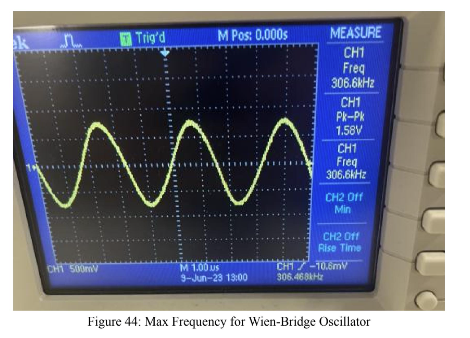 ek Trig'd M Pos: 0.000s MEASURE
CH1
Freq
306.6kHz
CH1
Pk-Pk
1.58V
CH1
Freq
306.6kHz
CH2 Off
Min
CH2 Off
Rise Time
CH1 500mV M 1.00us CH1 -10.6mV
9-Jun-23 13:00 306.468kHz
Figure 44: Max Frequency for Wien-Bridge Oscillator